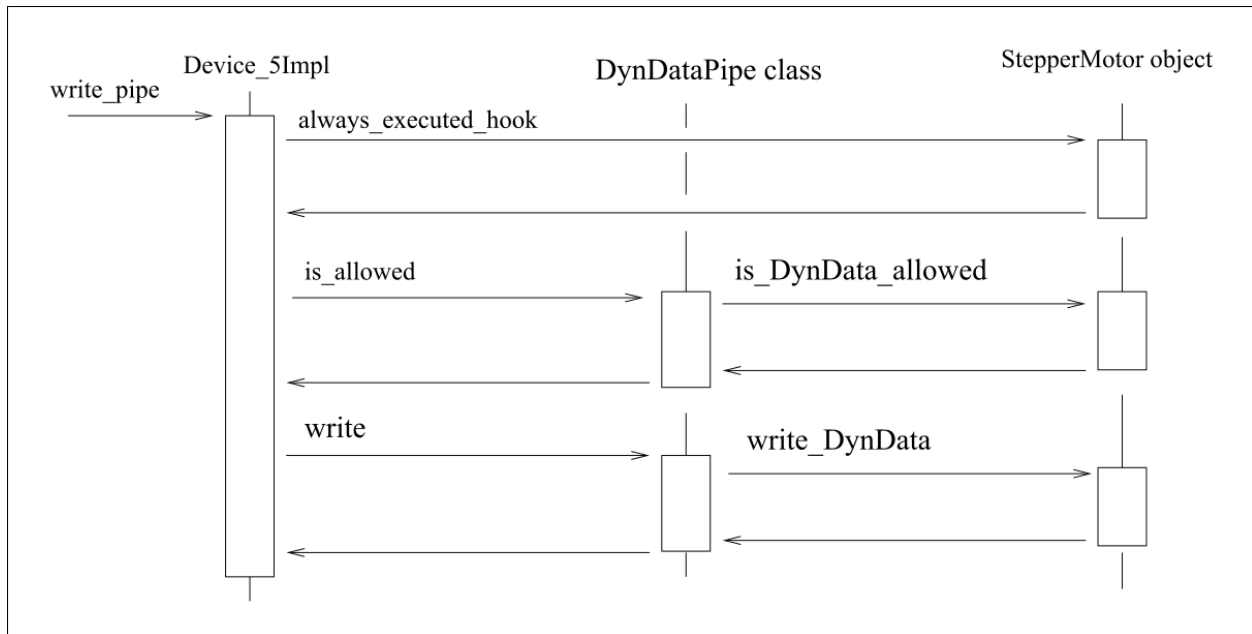 Device_5Impl
DynDataPipe class
StepperMotor object
write_pipe
always_executed_hook
is_allowed
is_DynData_allowed
write
write_DynData